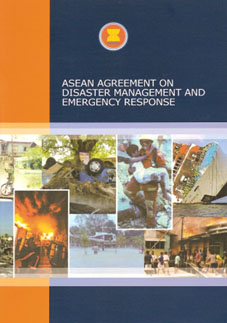 ASEAN AGREEMENT ON
DISASTER MANAGEMENT AND
EMERGENCY RESPONSE